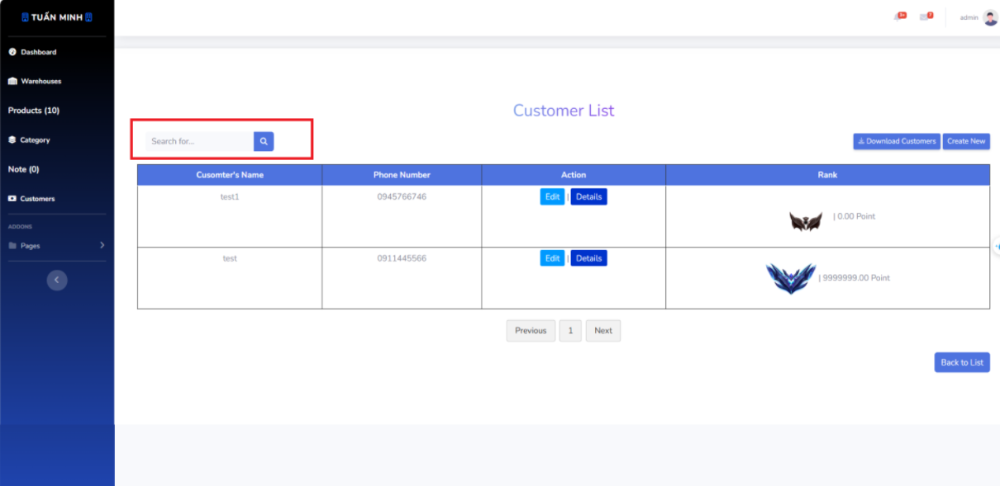 TUẤN MINH
admin
Dashboard
Warehouses
Products (10)
Category
Note (0)
Customers
ADDONS
Pages
Customer List
Search for...
Download Customers
Create New
Cusomter's Name
Phone Number
Action
Rank
test1
0945766746
Edit | Details
| 0.00 Point
test
0911445566
Edit | Details
| 9999999.00 Point
Previous
1
Next
Back to List